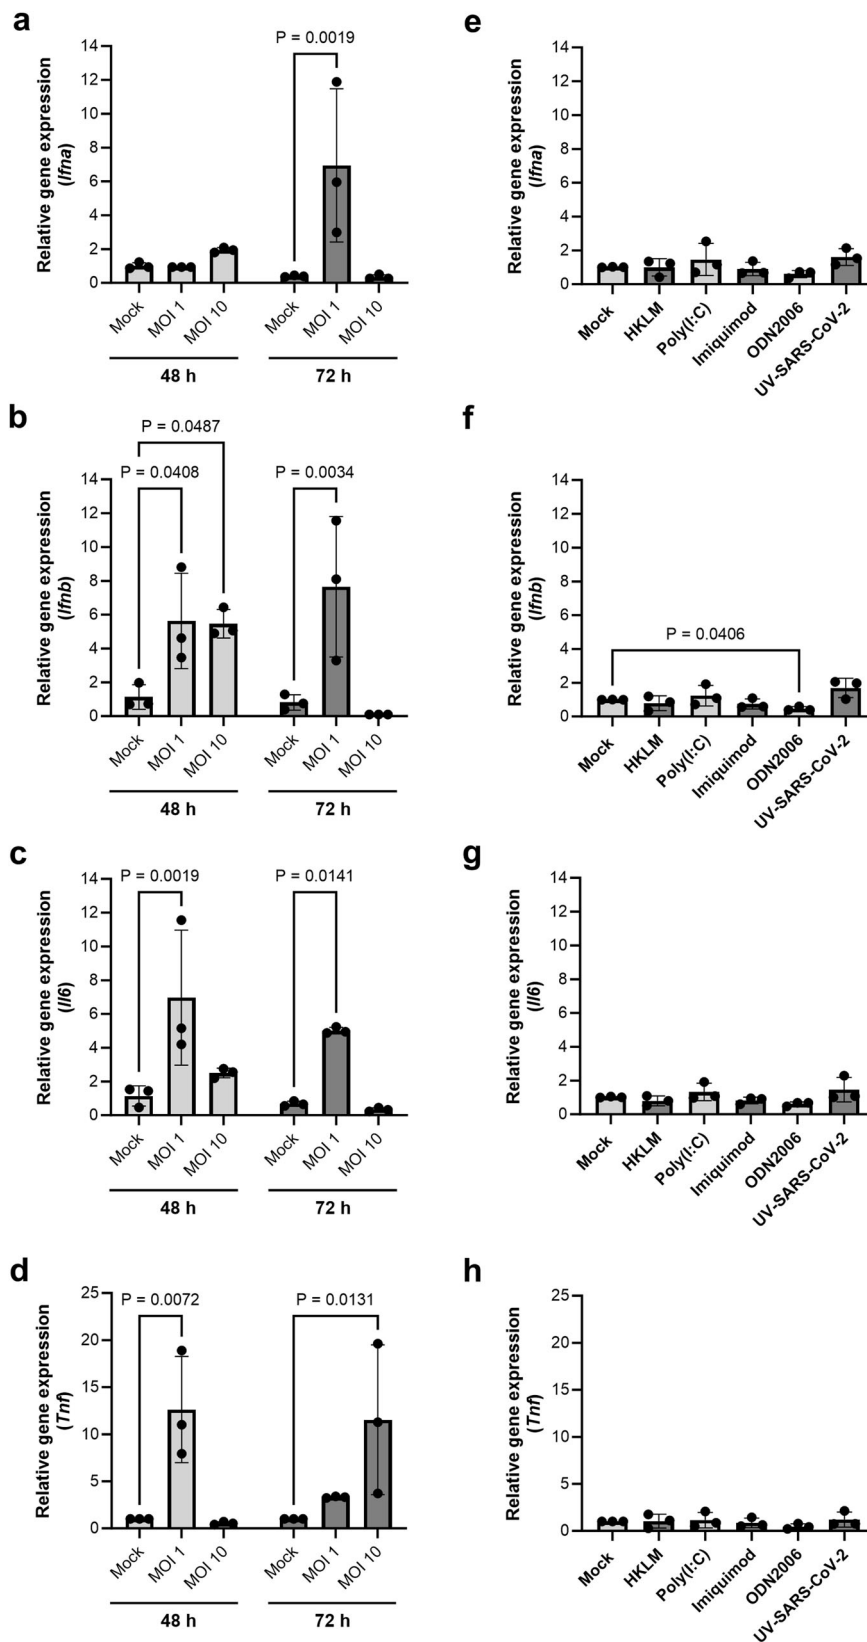 a
P = 0.0019
Relative gene expression
(Ifna)
14
12
10
8
6
4
2
0
Mock
MOI 1
MOI 10
Mock
MOI 1
MOI 10
48 h
72 h
e
Relative gene expression
(Ifna)
14
12
10
8
6
4
2
0
Mock
HKLM
Poly(I:C)
Imiquimod
ODN2006
UV-SARS-CoV-2
b
P = 0.0487
P = 0.0408
P = 0.0034
Relative gene expression
(Ifnb)
14
12
10
8
6
4
2
0
Mock
MOI 1
MOI 10
Mock
MOI 1
MOI 10
48 h
72 h
f
P = 0.0406
Relative gene expression
(Ifnb)
14
12
10
8
6
4
2
0
Mock
HKLM
Poly(I:C)
Imiquimod
ODN2006
UV-SARS-CoV-2
c
P = 0.0019
P = 0.0141
Relative gene expression
(Il6)
14
12
10
8
6
4
2
0
Mock
MOI 1
MOI 10
Mock
MOI 1
MOI 10
48 h
72 h
g
Relative gene expression
(Il6)
14
12
10
8
6
4
2
0
Mock
HKLM
Poly(I:C)
Imiquimod
ODN2006
UV-SARS-CoV-2
d
P = 0.0072
P = 0.0131
Relative gene expression
(Tnf)
25
20
15
10
5
0
Mock
MOI 1
MOI 10
Mock
MOI 1
MOI 10
48 h
72 h
h
Relative gene expression
(Tnf)
25
20
15
10
5
0
Mock
HKLM
Poly(I:C)
Imiquimod
ODN2006
UV-SARS-CoV-2